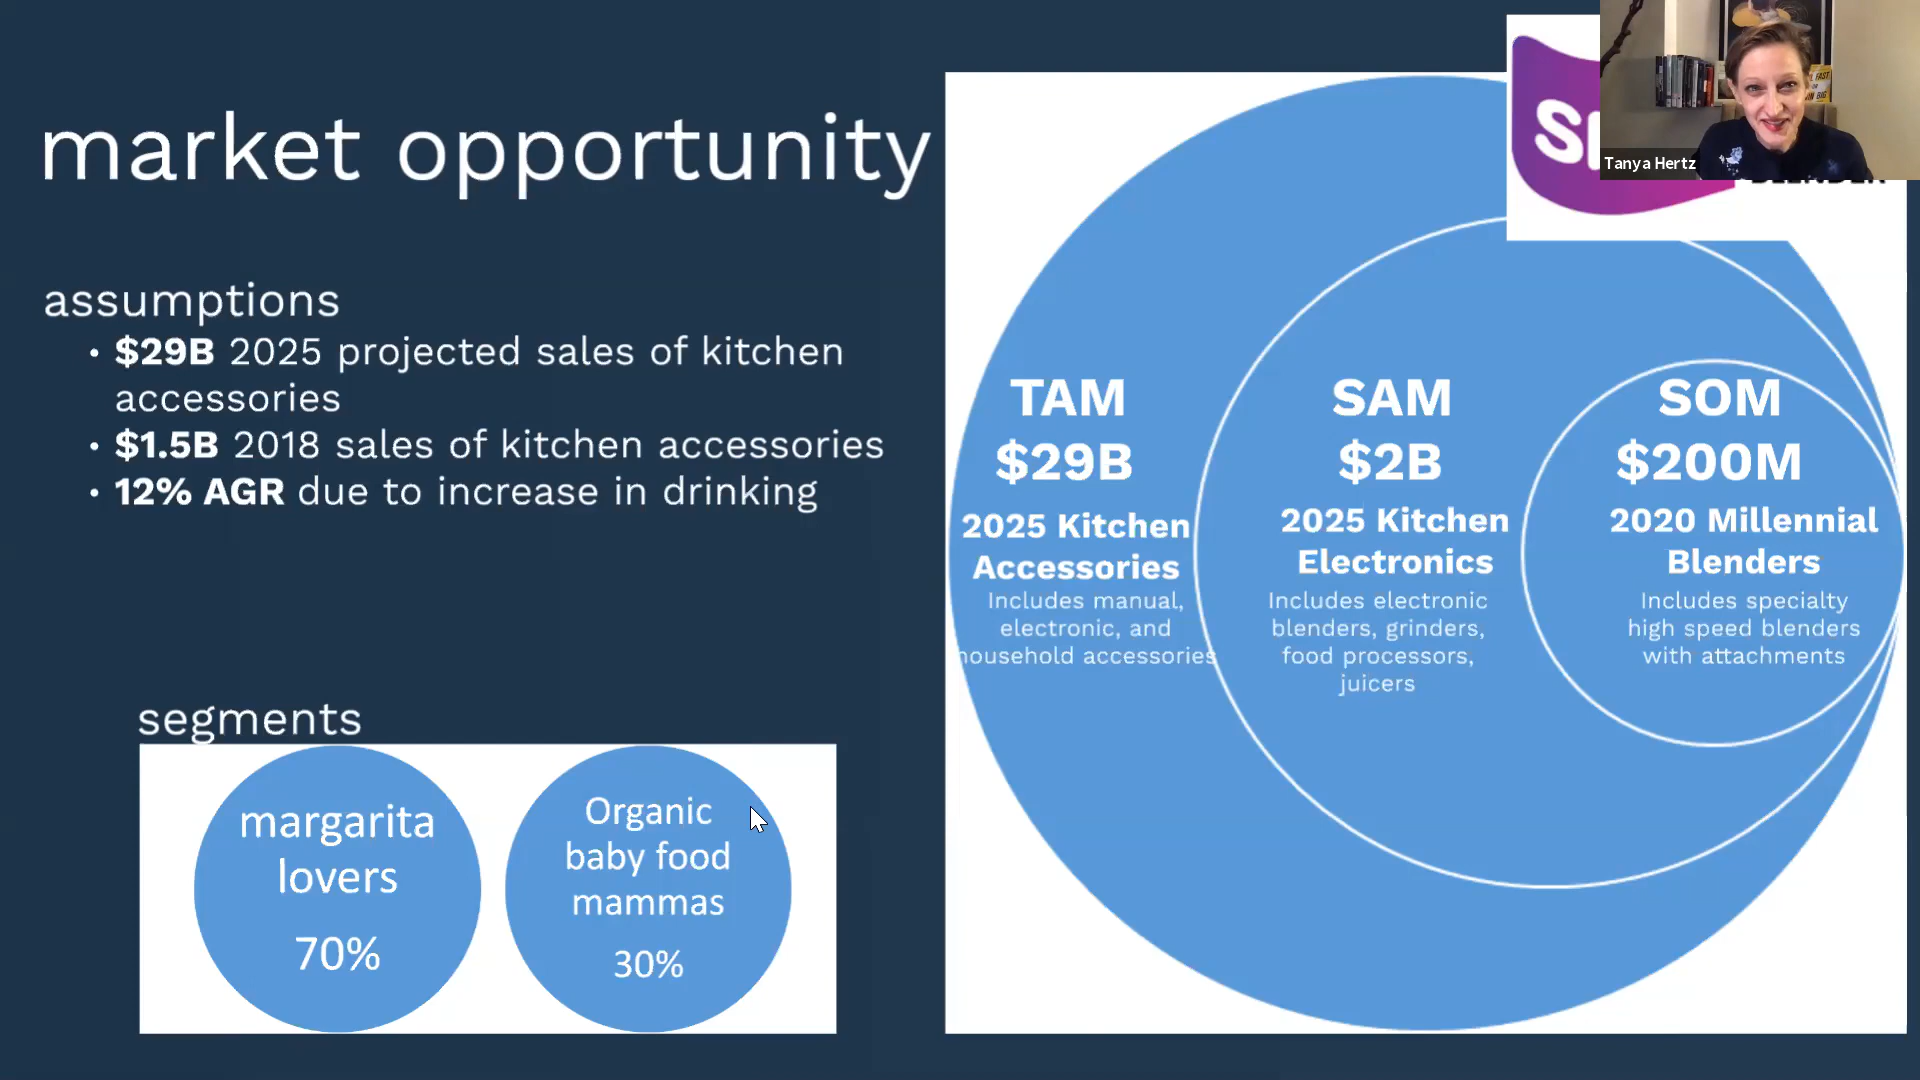 market opportunity
assumptions
• $29B 2025 projected sales of kitchen
accessories
• $1.5B 2018 sales of kitchen accessories
• 12% AGR due to increase in drinking
segments
margarita
lovers
70%
Organic
baby food
mammas
30%
TAM
$29B
2025 Kitchen
Accessories
Includes manual,
electronic, and
household accessories
SAM
$2B
2025 Kitchen
Electronics
Includes electronic
blenders, grinders,
food processors,
juicers
SOM
$200M
2020 Millennial
Blenders
Includes specialty
high speed blenders
with attachments
Tanya Hertz